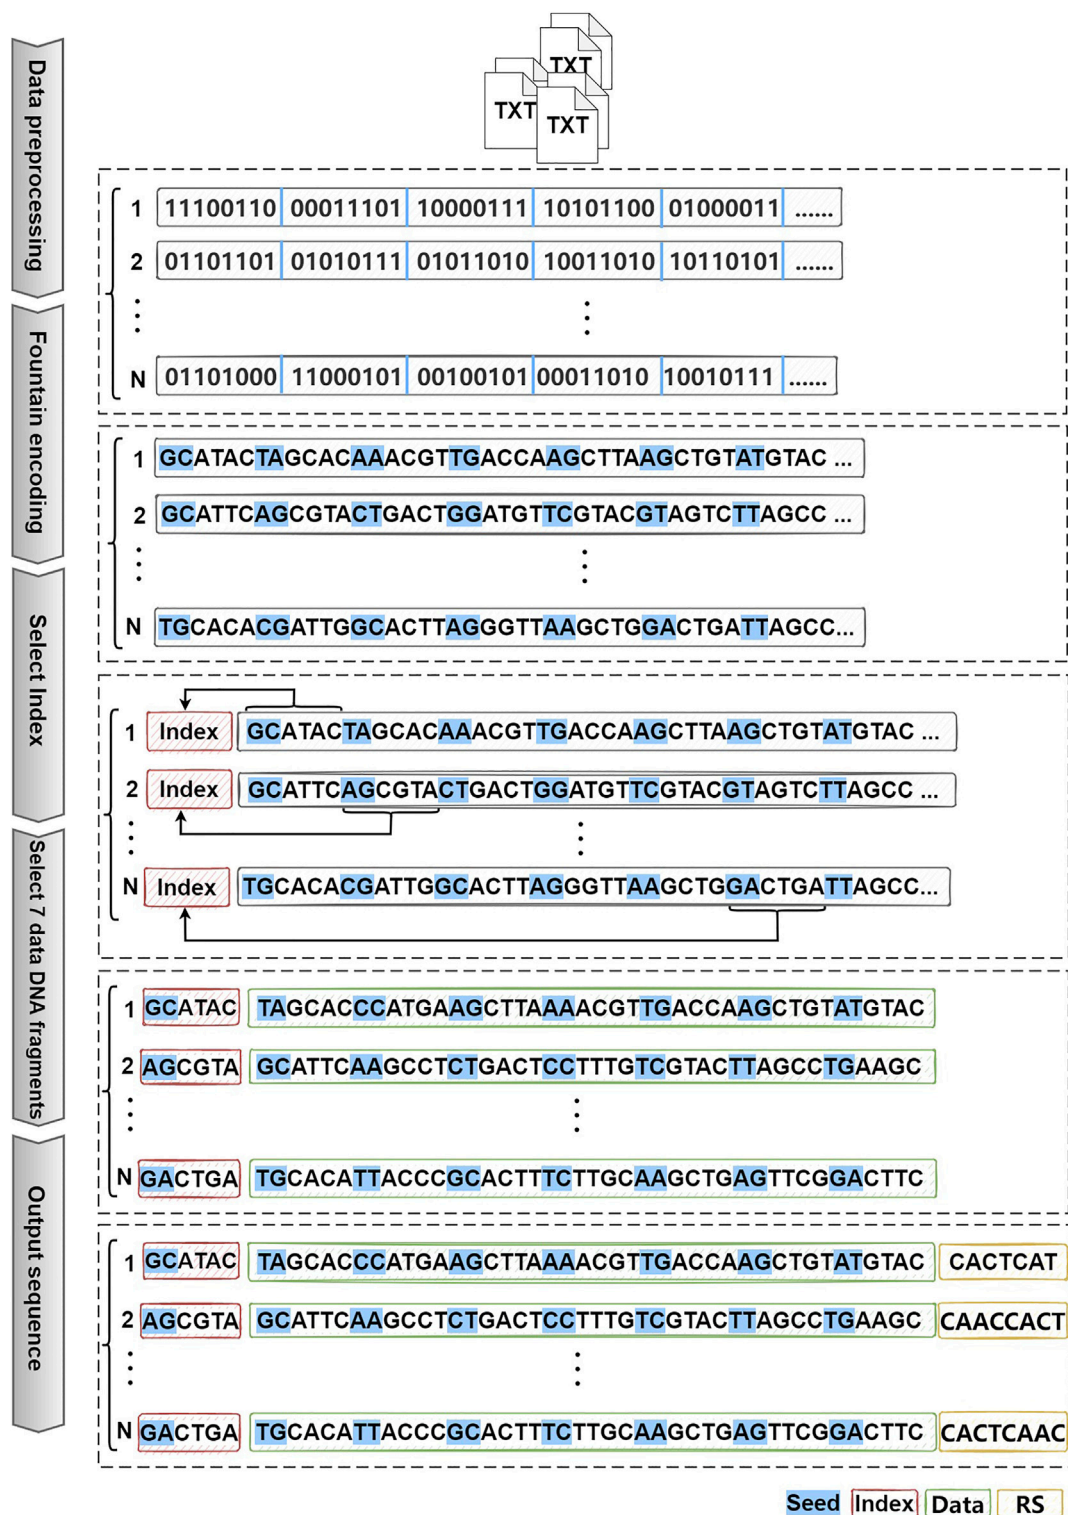 TXT
TXT
TXT
Data preprocessing
1 11100110 00011101 10000111 10101100 01000011 ......
2 01101101 01010111 01011010 10011010 10110101 ......
N 01101000 11000101 00100101 00011010 10010111 ......
Fountain encoding
1 GCATACTAGCACAAACGTTGACCAAGCTTAAGCTGTATGTAC ...
2 GCATTCAGCGTACTGACTGGATGTTCGTACGTAGTCTTAGCC ...
N TGCACACGATTGGCACTTAGGGTTAAGCTGGACTGATTAGCC...
Select Index
1 Index GCATACTAGCACAAACGTTGACCAAGCTTAAGCTGTATGTAC ...
2 Index GCATTCAGCGTACTGACTGGATGTTCGTACGTAGTCTTAGCC ...
N Index TGCACACGATTGGCACTTAGGGTTAAGCTGGACTGATTAGCC...
Select 7 data DNA fragments
1 GCATAC TAGCACCCATGAAGCTTAAAACGTTGACCAAGCTGTATGTAC
2 AGCGTA GCATTCAAGCCTCTGACTCCTTTGTCGTACTTAGCCTGAAGC
N GACTGA TGCACATTACCCGCACTTTCTTGCAAGCTGAGTTCGGACTTC
Output sequence
1 GCATAC TAGCACCCATGAAGCTTAAAACGTTGACCAAGCTGTATGTAC CACTCAT
2 AGCGTA GCATTCAAGCCTCTGACTCCTTTGTCGTACTTAGCCTGAAGC CAACCACT
N GACTGA TGCACATTACCCGCACTTTCTTGCAAGCTGAGTTCGGACTTC CACTCAAC
Seed Index Data RS